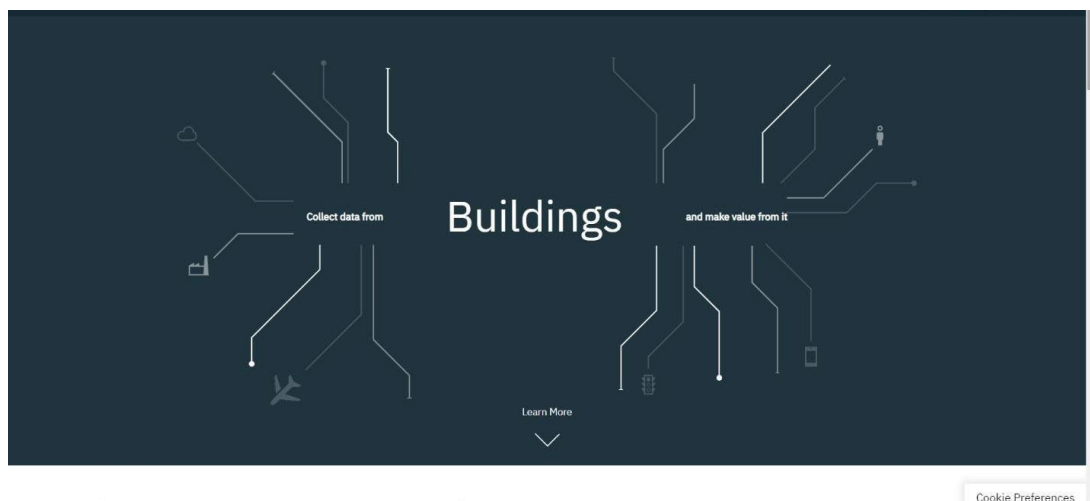 Collect data from Buildings and make value from it
Learn More
Cookie Preferences